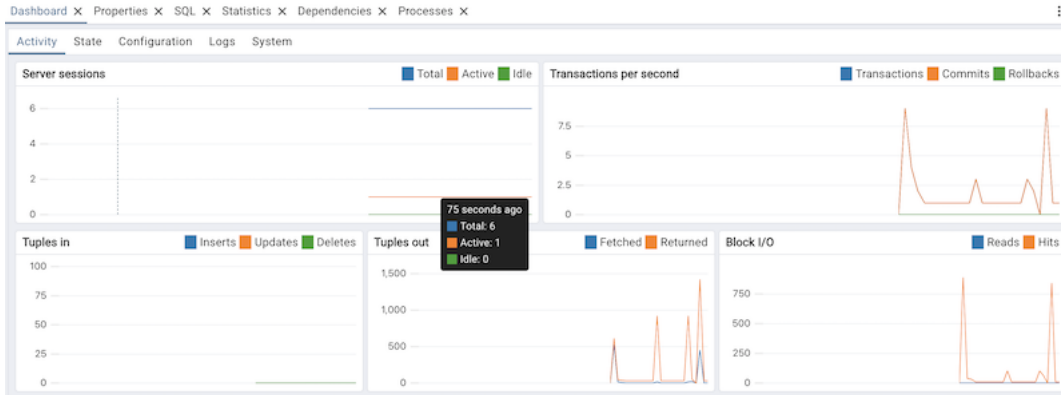 Dashboard X Properties X SQL X Statistics X Dependencies X Processes X
Activity State Configuration Logs System
Server sessions Total Active Idle
6
4
2
0
75 seconds ago
Total: 6
Active: 1
Idle: 0
Transactions per second Transactions Commits Rollbacks
7.5
5
2.5
0
Tuples in Inserts Updates Deletes
100
75
50
25
0
Tuples out Fetched Returned
1,500
1,000
500
0
Block I/O Reads Hits
750
500
250
0